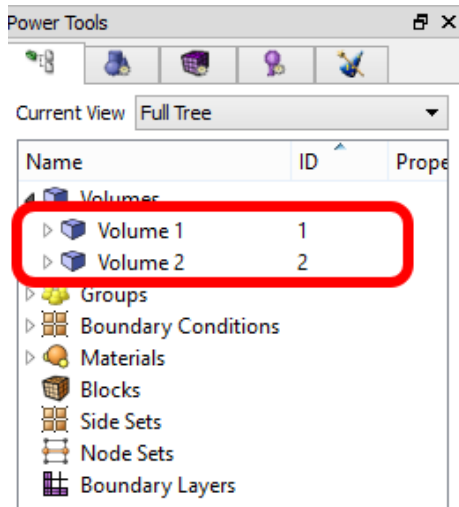 Power Tools
Current View Full Tree
Name ID Prope
Volumes
Volume 1 1
Volume 2 2
Groups
Boundary Conditions
Materials
Blocks
Side Sets
Node Sets
Boundary Layers